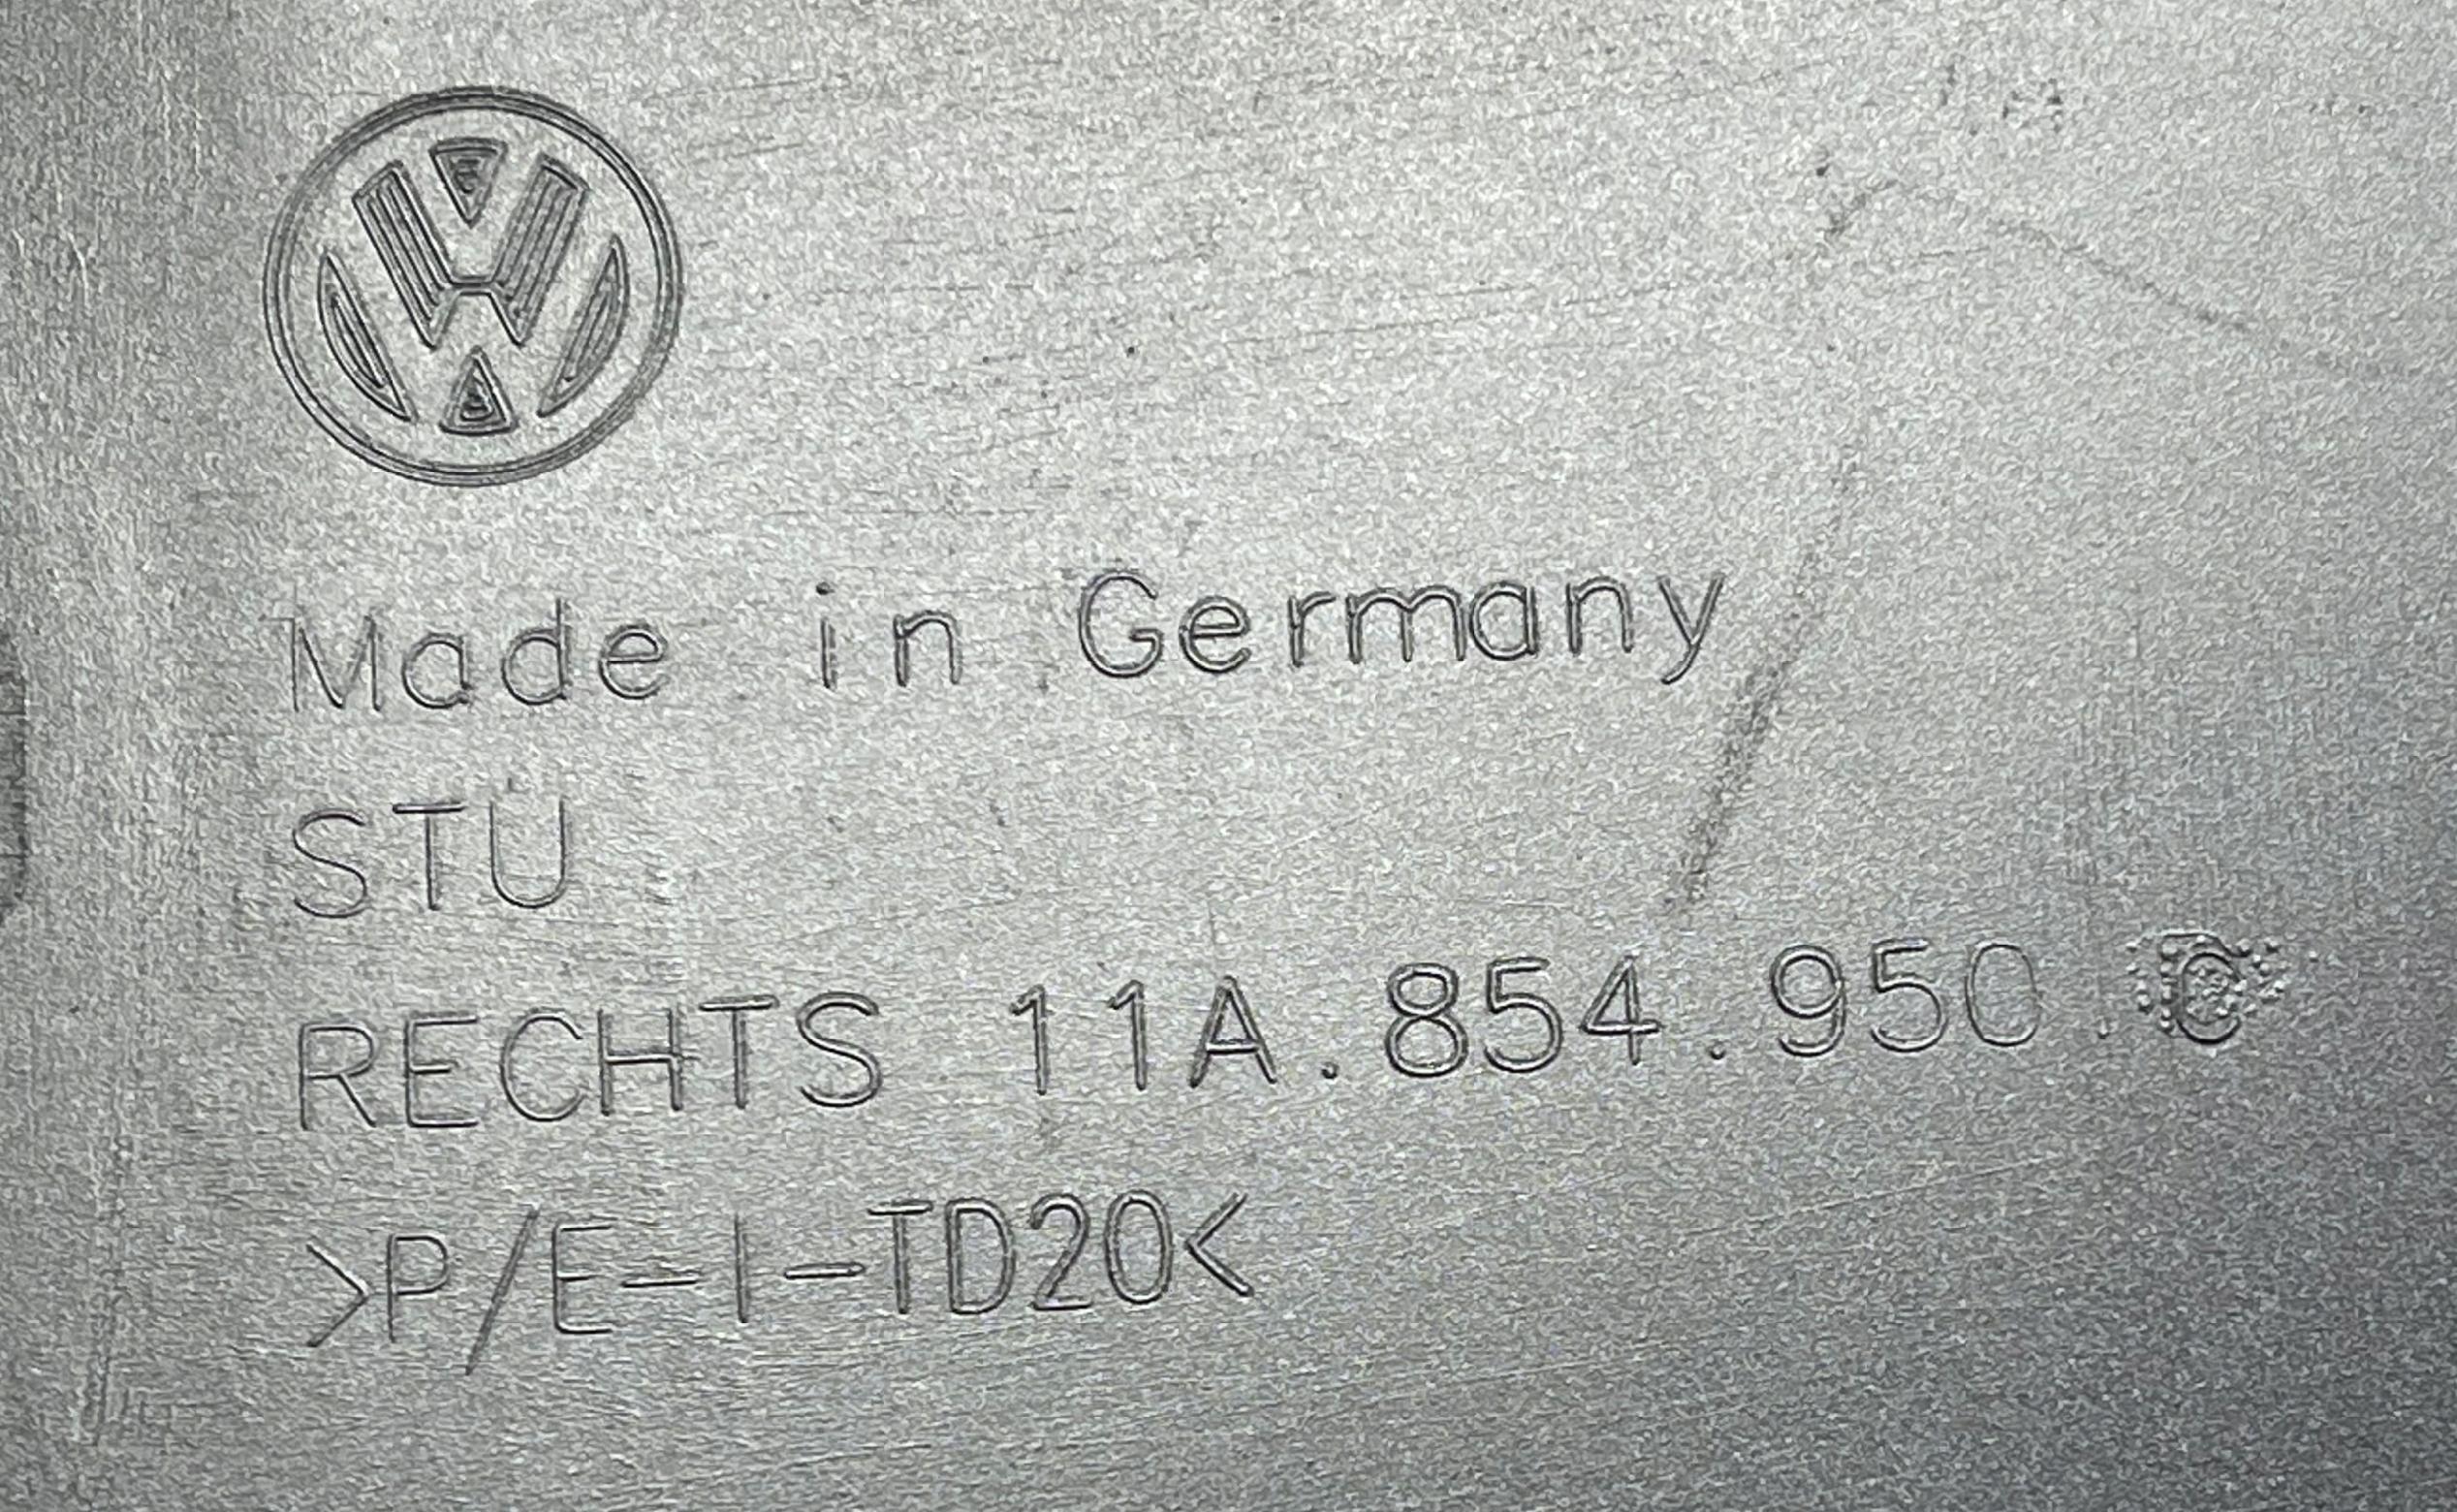 Made in Germany
STU
RECHTS 11A.854.950.C
>P/E-I-TD20<